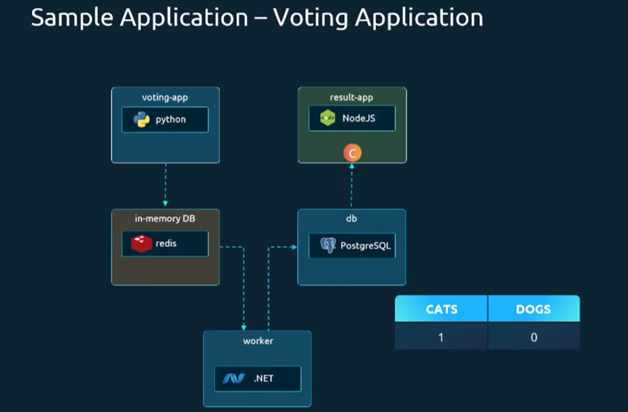 Sample Application – Voting Application
voting-app
python
result-app
NodeJS
C
in-memory DB
redis
db
PostgreSQL
CATS DOGS
1 0
worker
.NET